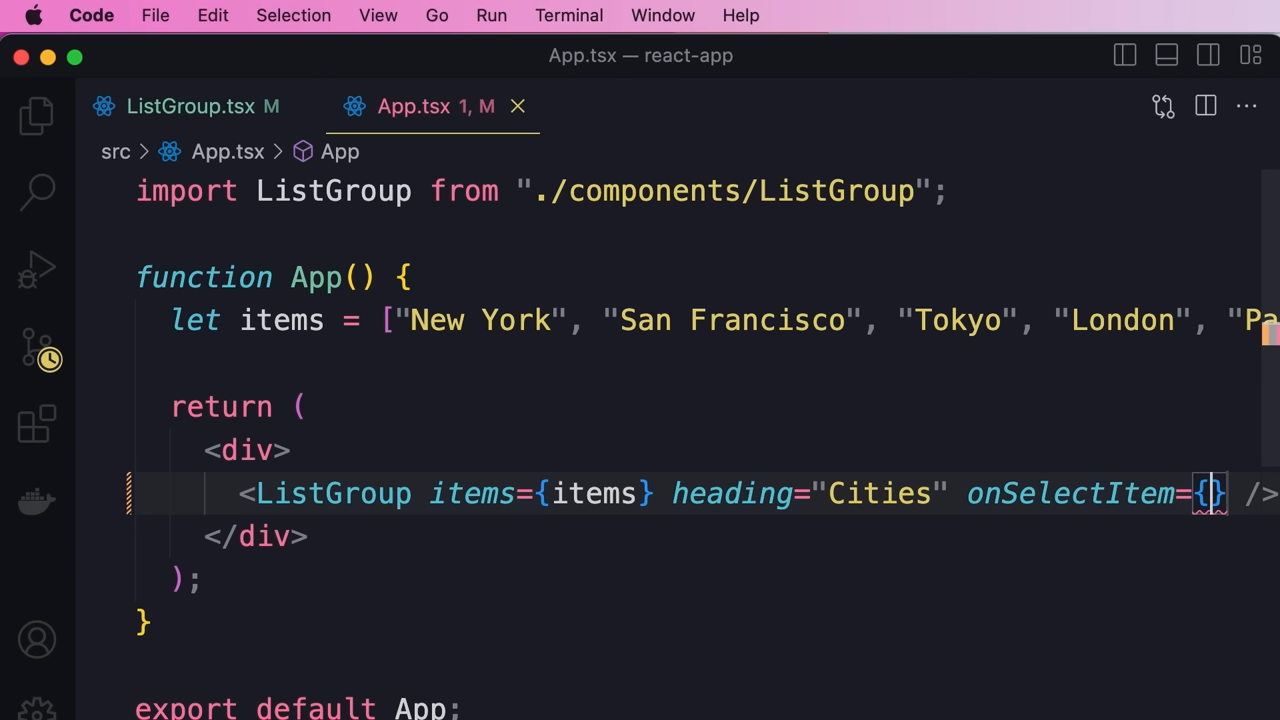 Code File Edit Selection View Go Run Terminal Window Help
App.tsx — react-app
ListGroup.tsx M App.tsx 1, M
src > App.tsx > App
import ListGroup from "./components/ListGroup";
function App() {
let items = ["New York", "San Francisco", "Tokyo", "London", "Pa
return (
<div>
<ListGroup items={items} heading="Cities" onSelectItem={} />
</div>
);
}
export default App;